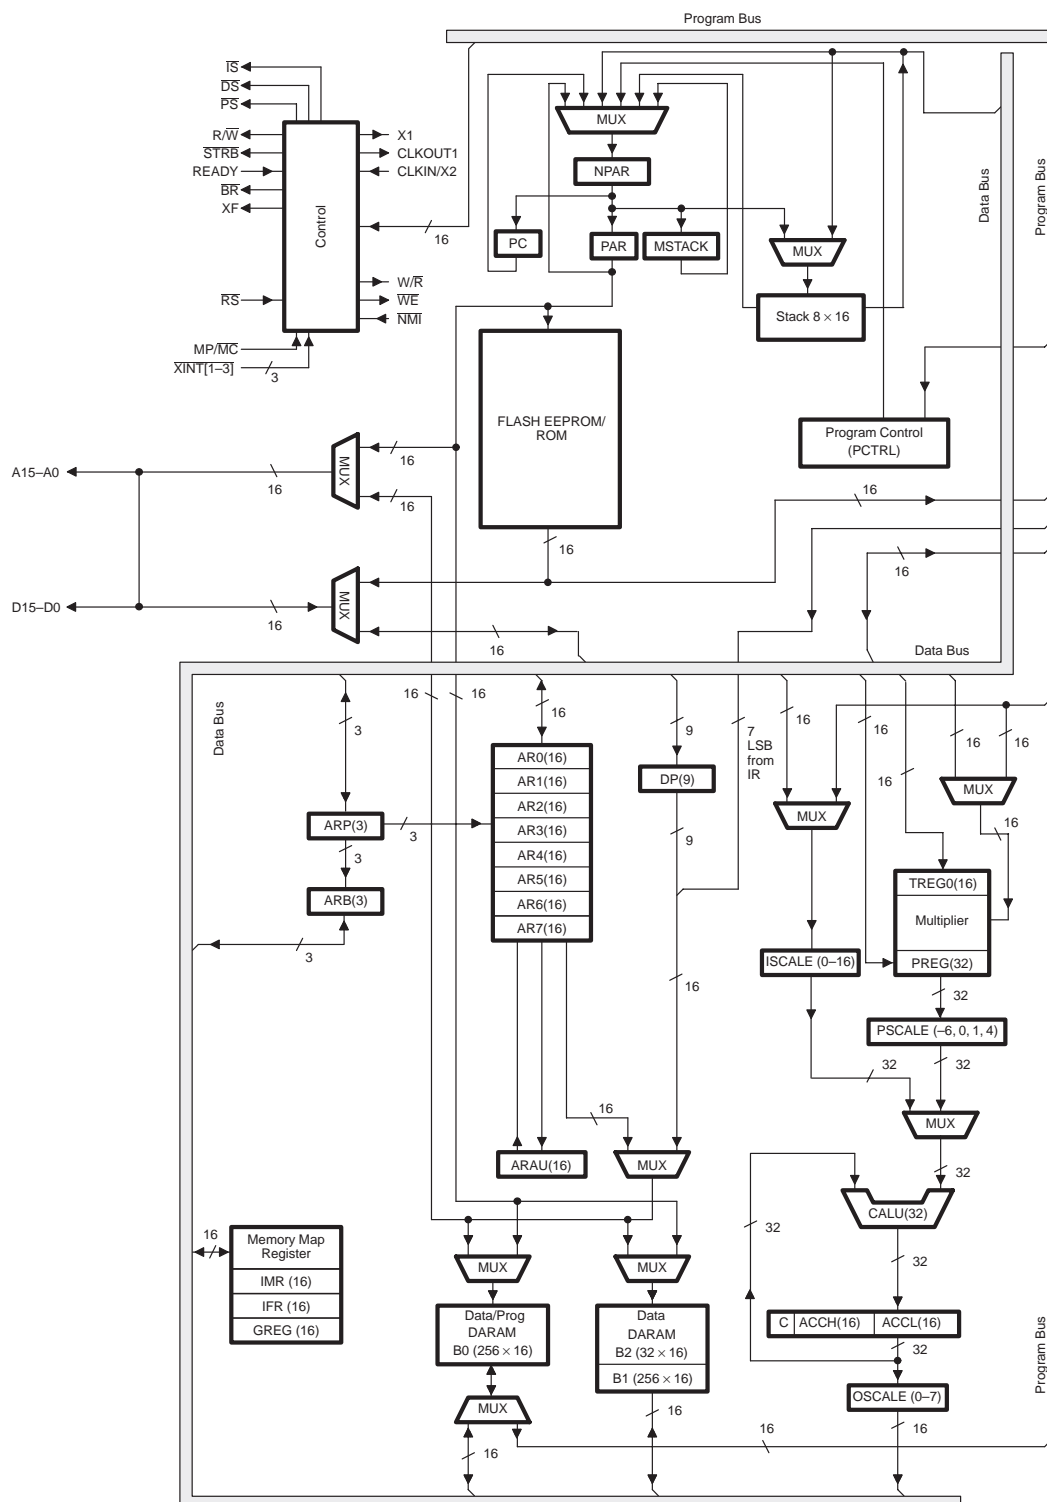 Program Bus
IS
DS
PS
R/W
STRB
READY
BR
XF
X1
CLKOUT1
CLKIN/X2
Control
16
W/R
WE
NMI
RS
MP/MC
XINT[1–3]
3
MUX
NPAR
PC
PAR
MSTACK
MUX
Stack 8 × 16
Data Bus
Program Bus
FLASH EEPROM/
ROM
Program Control
(PCTRL)
A15–A0
16
MUX
16
16
16
16
16
D15–D0
16
MUX
16
Data Bus
Data Bus
3
16
16
16
9
7
LSB
from
IR
16
16
16
16
16
AR0(16)
AR1(16)
AR2(16)
AR3(16)
AR4(16)
AR5(16)
AR6(16)
AR7(16)
DP(9)
9
MUX
MUX
16
ARP(3)
3
3
ARB(3)
3
TREG0(16)
Multiplier
PREG(32)
ISCALE (0–16)
16
32
PSCALE (–6, 0, 1, 4)
32
32
16
MUX
ARAU(16)
MUX
32
CALU(32)
32
32
16
Memory Map
Register
IMR (16)
IFR (16)
GREG (16)
MUX
MUX
Data/Prog
DARAM
B0 (256 × 16)
Data
DARAM
B2 (32 × 16)
B1 (256 × 16)
C
ACCH(16)
ACCL(16)
32
OSCALE (0–7)
MUX
16
16
16
16
Program Bus